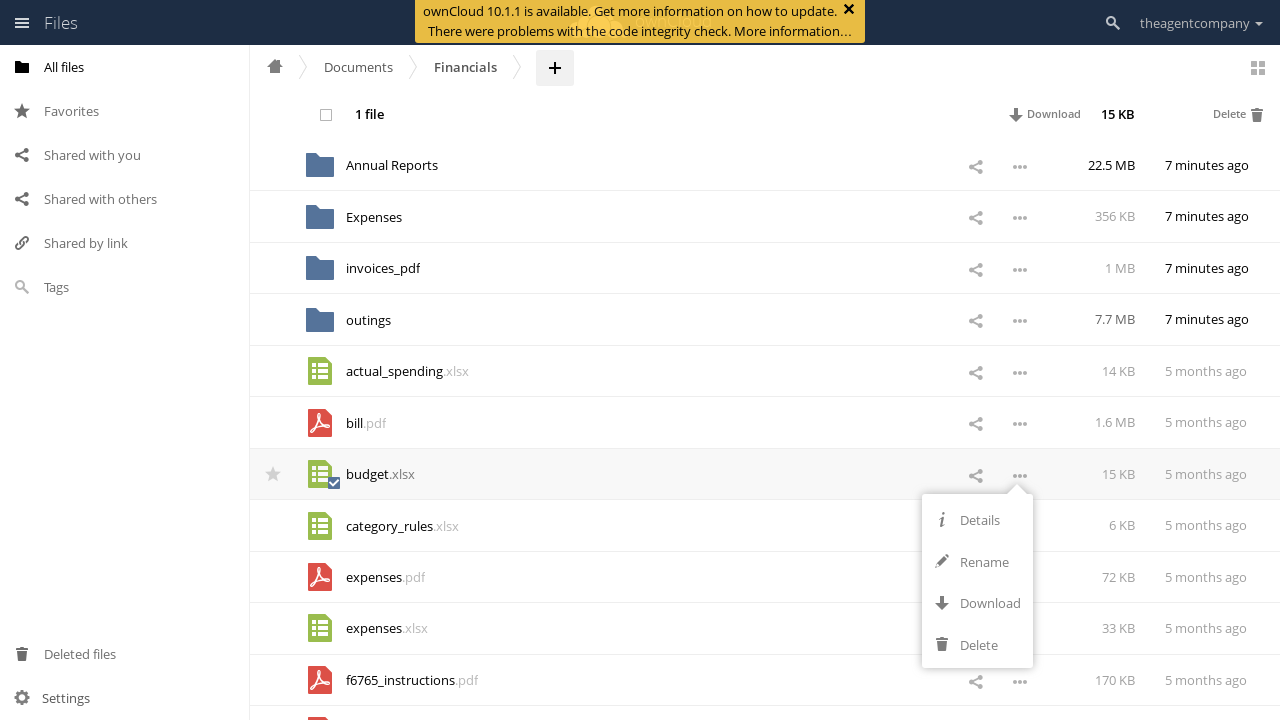 Files
ownCloud 10.1.1 is available. Get more information on how to update.
There were problems with the code integrity check. More information…
theagentcompany
All files
Favorites
Shared with you
Shared with others
Shared by link
Tags
Deleted files
Settings
Documents
Financials
1 file
Download
15 KB
Delete
Annual Reports 22.5 MB 7 minutes ago
Expenses 356 KB 7 minutes ago
invoices_pdf 1 MB 7 minutes ago
outings 7.7 MB 7 minutes ago
actual_spending.xlsx 14 KB 5 months ago
bill.pdf 1.6 MB 5 months ago
budget.xlsx 15 KB 5 months ago
category_rules.xlsx 6 KB 5 months ago
expenses.pdf 72 KB 5 months ago
expenses.xlsx 33 KB 5 months ago
f6765_instructions.pdf 170 KB 5 months ago
Details
Rename
Download
Delete